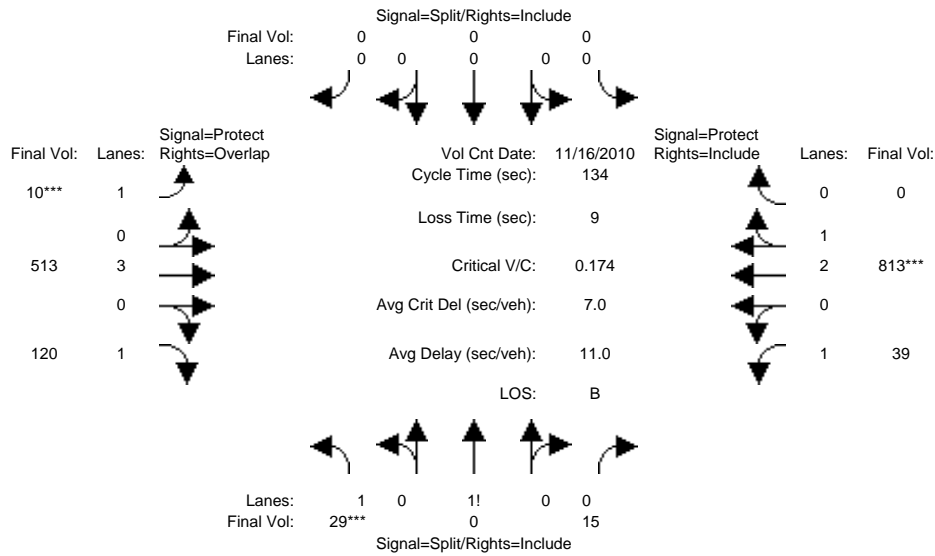 Signal=Split/Rights=Include
Final Vol: 0 0 0
Lanes: 0 0 0 0 0
Signal=Protect Signal=Protect
Final Vol: Lanes: Rights=Overlap Vol Cnt Date: 11/16/2010 Rights=Include Lanes: Final Vol:
Cycle Time (sec): 134
10*** 1 0 0
Loss Time (sec): 9
0 1
513 3 Critical V/C: 0.174 2 813***
0 Avg Crit Del (sec/veh): 7.0 0
120 1 Avg Delay (sec/veh): 11.0 1 39
LOS: B
Lanes: 1 0 1! 0 0
Final Vol: 29*** 0 15
Signal=Split/Rights=Include